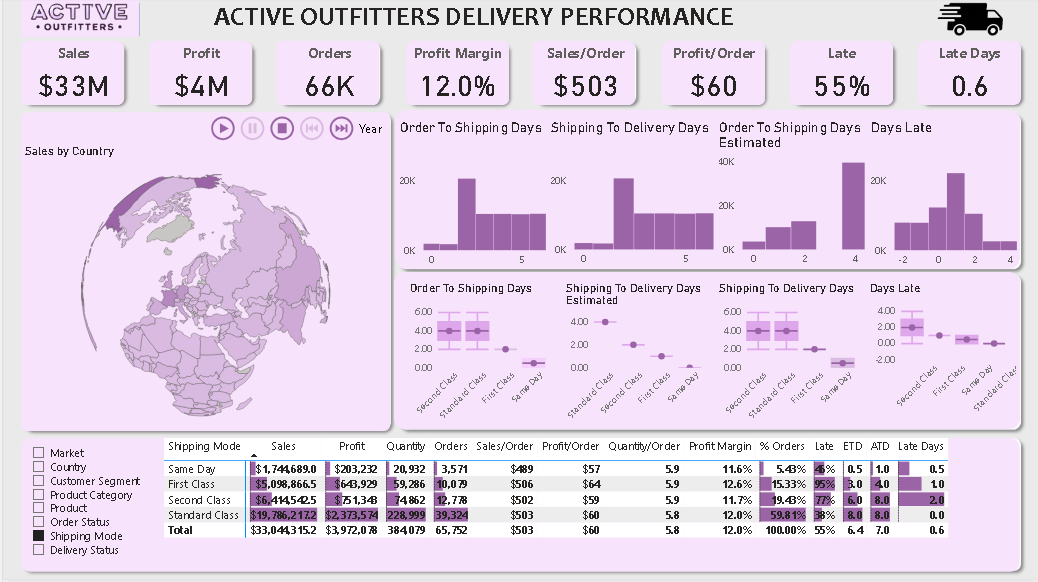 ACTIVE
• OUTFITTERS •
ACTIVE OUTFITTERS DELIVERY PERFORMANCE
Sales Profit Orders Profit Margin Sales/Order Profit/Order Late Late Days
$33M $4M 66K 12.0% $503 $60 55% 0.6
Year
Sales by Country
Order To Shipping Days
20K
0K
0 5
Shipping To Delivery Days
20K
0K
0 5
Order To Shipping Days
Estimated
40K
20K
0K
0 2 4
Days Late
20K
0K
-2 0 2 4
Order To Shipping Days
6.00
4.00
2.00
0.00
Second Class Standard Class First Class Same Day
Shipping To Delivery Days
Estimated
4.00
2.00
0.00
Standard Class Second Class First Class Same Day
Shipping To Delivery Days
6.00
4.00
2.00
0.00
Second Class Standard Class First Class Same Day
Days Late
4.00
2.00
0.00
-2.00
Second Class First Class Same Day Standard Class
Market
Country
Customer Segment
Product Category
Product
Order Status
Shipping Mode
Delivery Status
Shipping Mode Sales Profit Quantity Orders Sales/Order Profit/Order Quantity/Order Profit Margin % Orders Late ETD ATD Late Days
Same Day $1,744,689.0 $203,232 20,932 3,571 $489 $57 5.9 11.6% 5.43% 46% 0.5 1.0 0.5
First Class $5,098,866.5 $643,929 59,286 10,079 $506 $64 5.9 12.6% 15.33% 95% 3.0 4.0 1.0
Second Class $6,414,542.5 $751,343 74,862 12,778 $502 $59 5.9 11.7% 19.43% 77% 6.0 8.0 2.0
Standard Class $19,786,217.2 $2,373,574 228,999 39,324 $503 $60 5.8 12.0% 59.81% 38% 8.0 8.0 0.0
Total $33,044,315.2 $3,972,078 384,079 65,752 $503 $60 5.8 12.0% 100.00% 55% 6.4 7.0 0.6